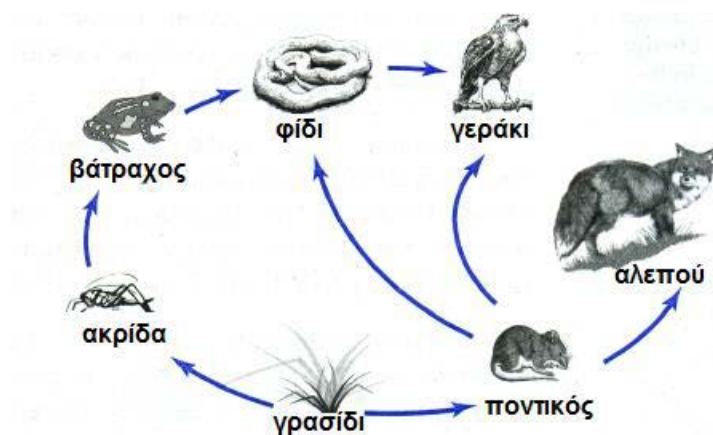 φίδι
γεράκι
βάτραχος
αλεπού
ακρίδα
γρασίδι
ποντικός